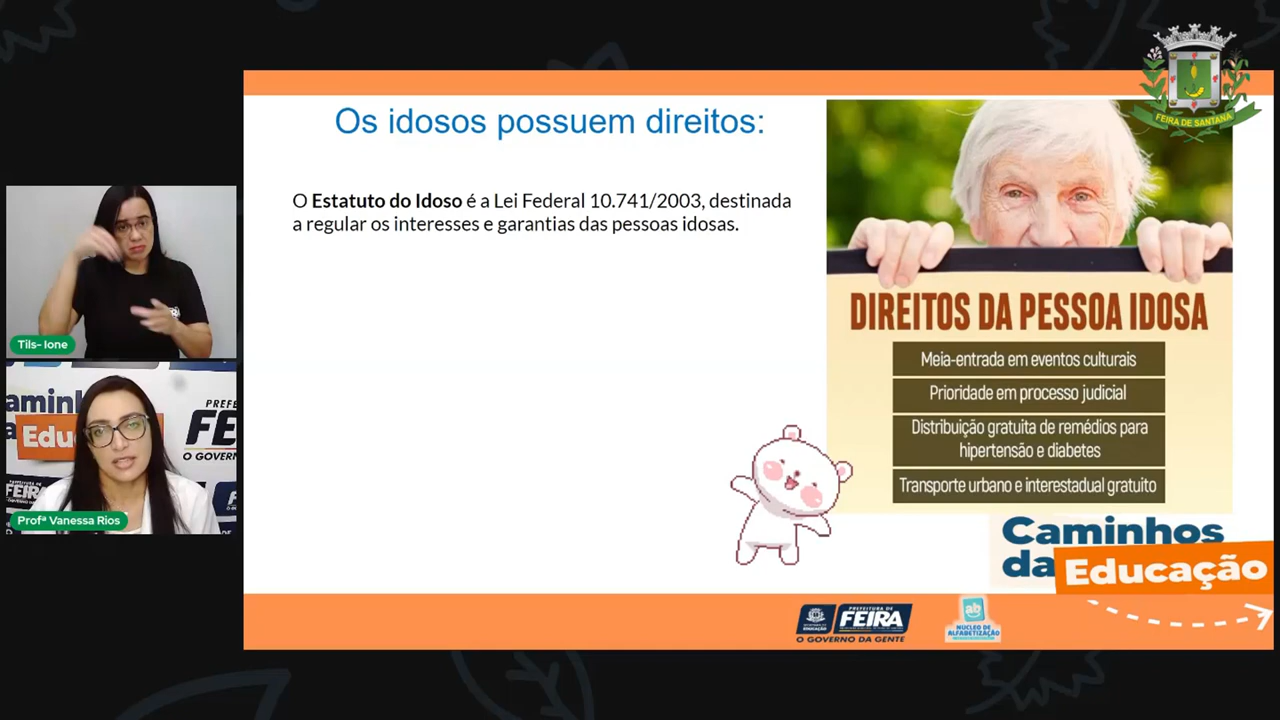 FEIRA DE SANTANA
Os idosos possuem direitos:
O Estatuto do Idoso é a Lei Federal 10.741/2003, destinada
a regular os interesses e garantias das pessoas idosas.
DIREITOS DA PESSOA IDOSA
Meia-entrada em eventos culturais
Prioridade em processo judicial
Distribuição gratuita de remédios para
hipertensão e diabetes
Transporte urbano e interestadual gratuito
Tils- Ione
Profª Vanessa Rios
Caminhos
da Educação
PREFEITURA DE
FEIRA
O GOVERNO DA GENTE
NÚCLEO DE
ALFABETIZAÇÃO